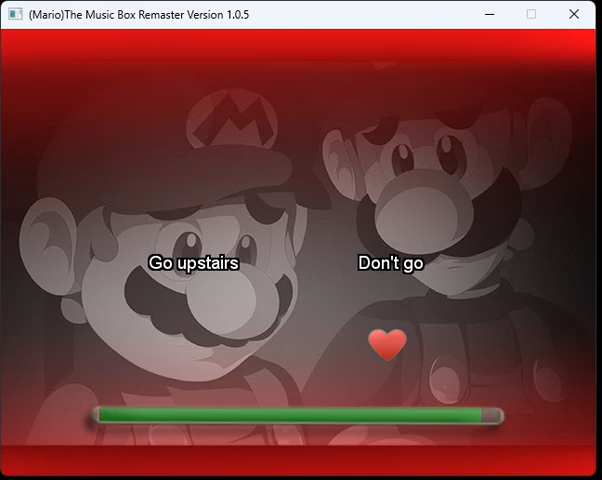 (Mario)The Music Box Remaster Version 1.0.5
M
Go upstairs
Don't go